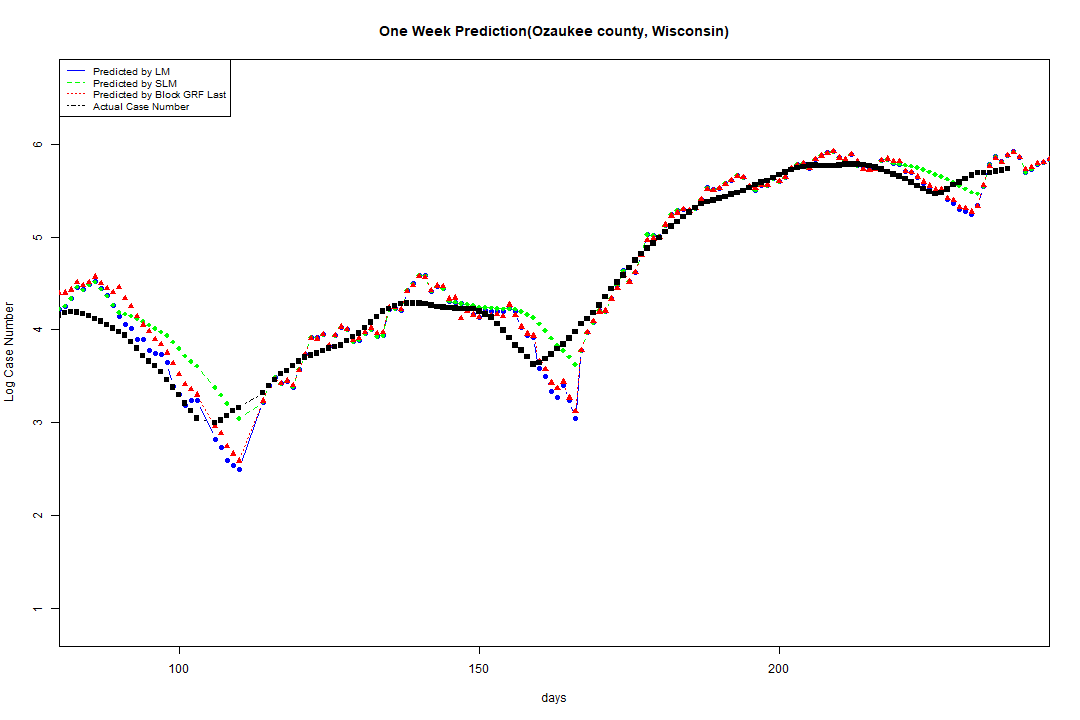 One Week Prediction(Ozaukee county, Wisconsin)
Predicted by LM
Predicted by SLM
Predicted by Block GRF Last
Actual Case Number
Log Case Number
6
5
4
3
2
1
100 150 200
days